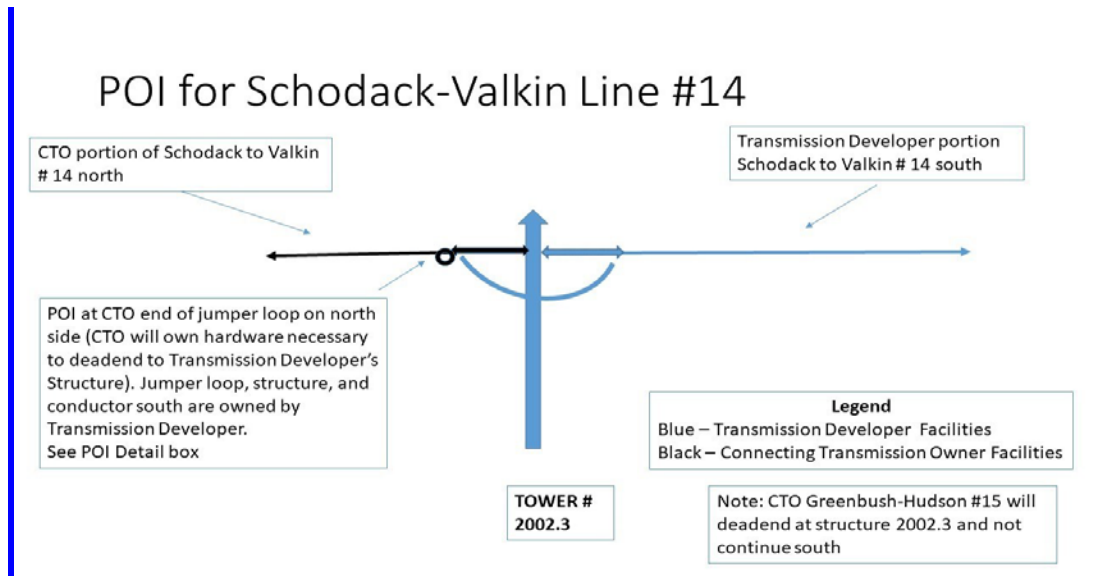 POI for Schodack-Valkin Line #14
CTO portion of Schodack to Valkin
# 14 north
Transmission Developer portion
Schodack to Valkin # 14 south
POI at CTO end of jumper loop on north
side (CTO will own hardware necessary
to deadend to Transmission Developer's
Structure). Jumper loop, structure, and
conductor south are owned by
Transmission Developer.
See POI Detail box
Legend
Blue – Transmission Developer Facilities
Black – Connecting Transmission Owner Facilities
TOWER #
2002.3
Note: CTO Greenbush-Hudson #15 will
deadend at structure 2002.3 and not
continue south